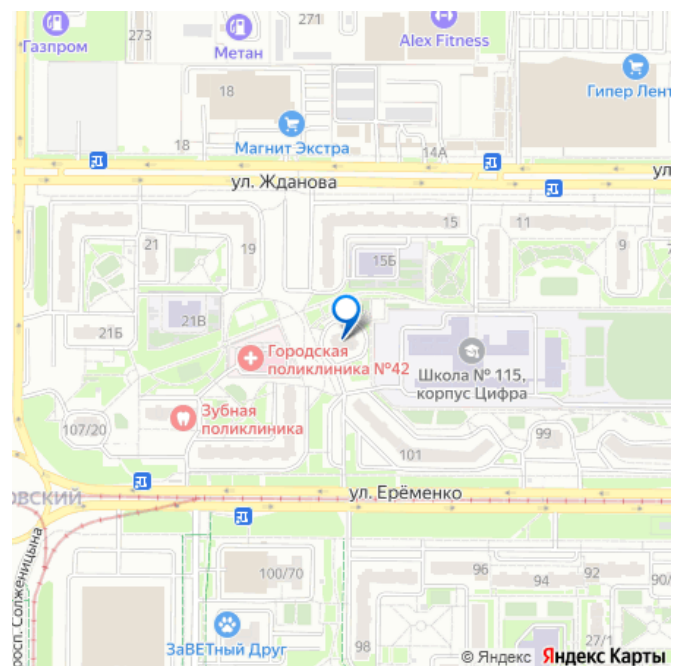 271
Газпром
273
Метан
Alex Fitness
Гипер Лент
18
Магнит Экстра
18
14А
ул. Жданова
ул
21
19
15
11
9
15Б
21Б
21В
Городская
поликлиника №42
Школа № 115,
корпус Цифра
Зубная
поликлиника
107/20
101
99
ОВСКИЙ
ул. Ерёменко
росп. Солженицына
100/70
96
94
92
90/
ЗаВЕТный Друг
98
27/1
© Яндекс Яндекс Карты